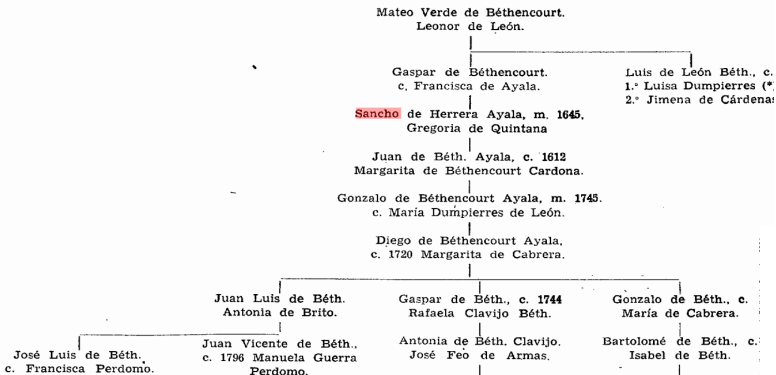 Mateo Verde de Béthencourt.
Leonor de León.
Gaspar de Béthencourt.
c. Francisca de Ayala.
Luis de León Béth., c.
1.º Luisa Dumpierres (*)
2.º Jimena de Cárdenas
Sancho de Herrera Ayala, m. 1645.
Gregoria de Quintana
Juan de Béth. Ayala, c. 1612
Margarita de Béthencourt Cardona.
Gonzalo de Béthencourt Ayala, m. 1745.
c. María Dumpierres de León.
Diego de Béthencourt Ayala,
c. 1720 Margarita de Cabrera.
Juan Luis de Béth.
Antonia de Brito.
Gaspar de Béth., c. 1744
Rafaela Clavijo Béth.
Gonzalo de Béth., c.
María de Cabrera.
José Luis de Béth.
c. Francisca Perdomo.
Juan Vicente de Béth.,
c. 1796 Manuela Guerra
Perdomo.
Antonia de Béth. Clavijo.
José Feo de Armas.
Bartolomé de Béth., c.
Isabel de Béth.